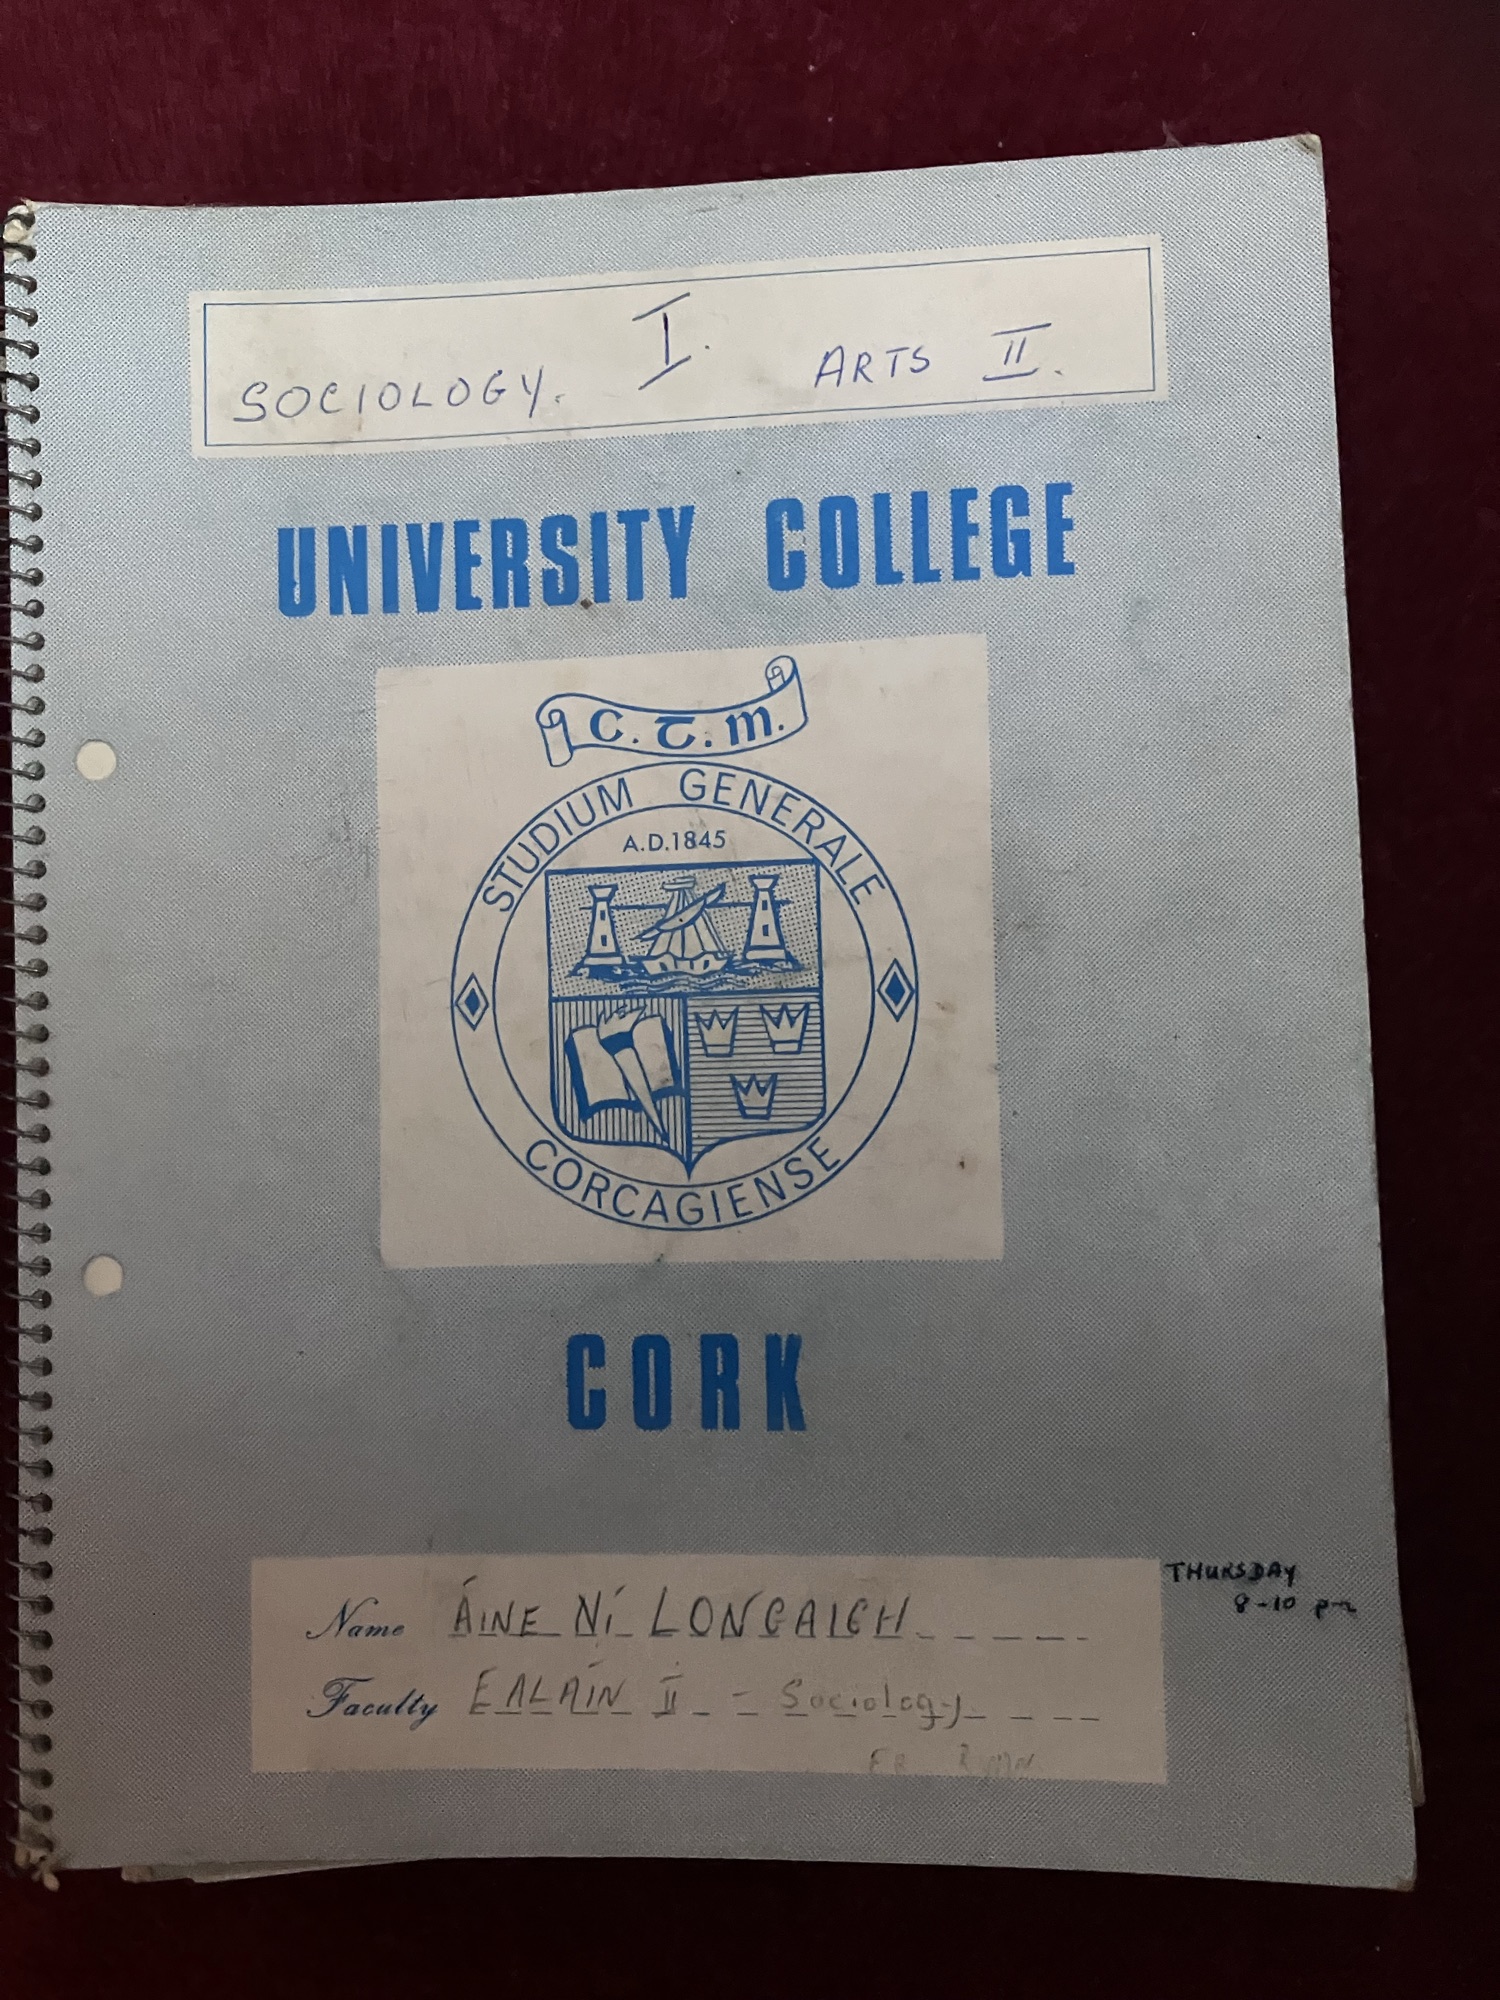 SOCIOLOGY. I. ARTS II.
UNIVERSITY COLLEGE
C. T. M.
STUDIUM GENERALE
A.D.1845
CORCAGIENSE
CORK
Name ÁINE NÍ LONGAIGH
THURSDAY
8-10 pm
Faculty EALAÍN II - Sociology